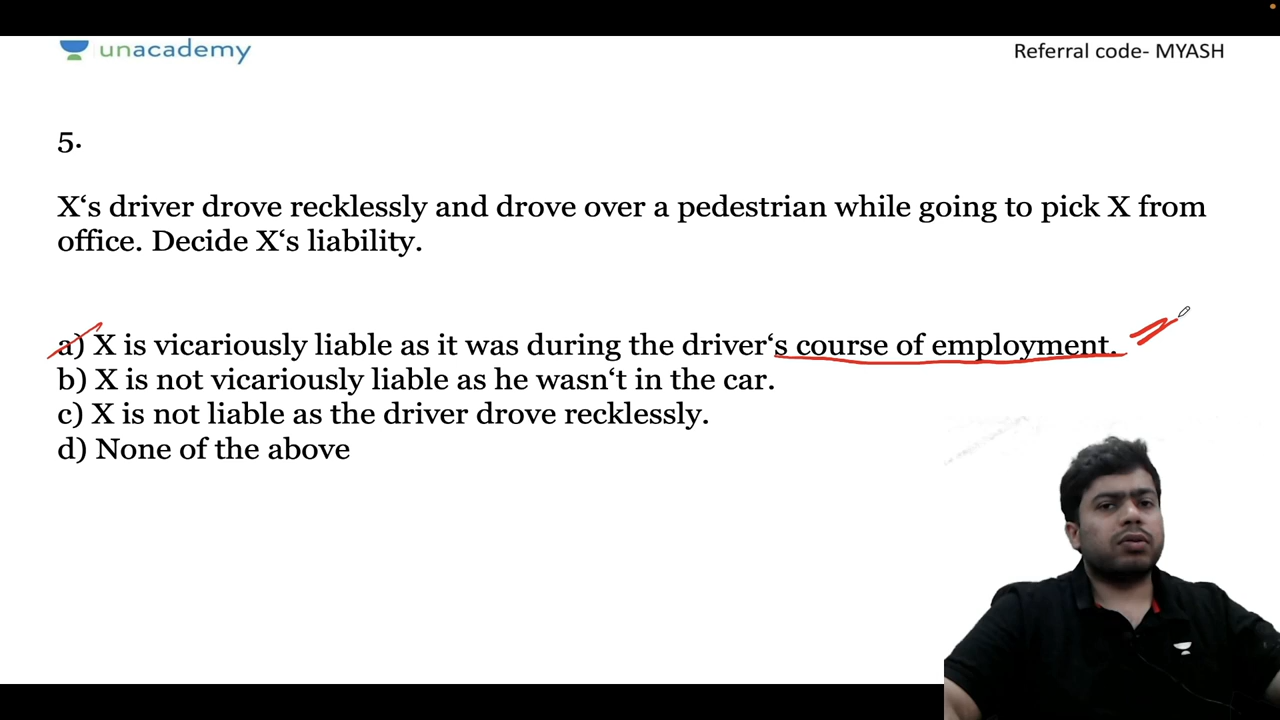 unacademy
Referral code- MYASH
5.
X‘s driver drove recklessly and drove over a pedestrian while going to pick X from
office. Decide X‘s liability.
a) X is vicariously liable as it was during the driver‘s course of employment.
b) X is not vicariously liable as he wasn‘t in the car.
c) X is not liable as the driver drove recklessly.
d) None of the above